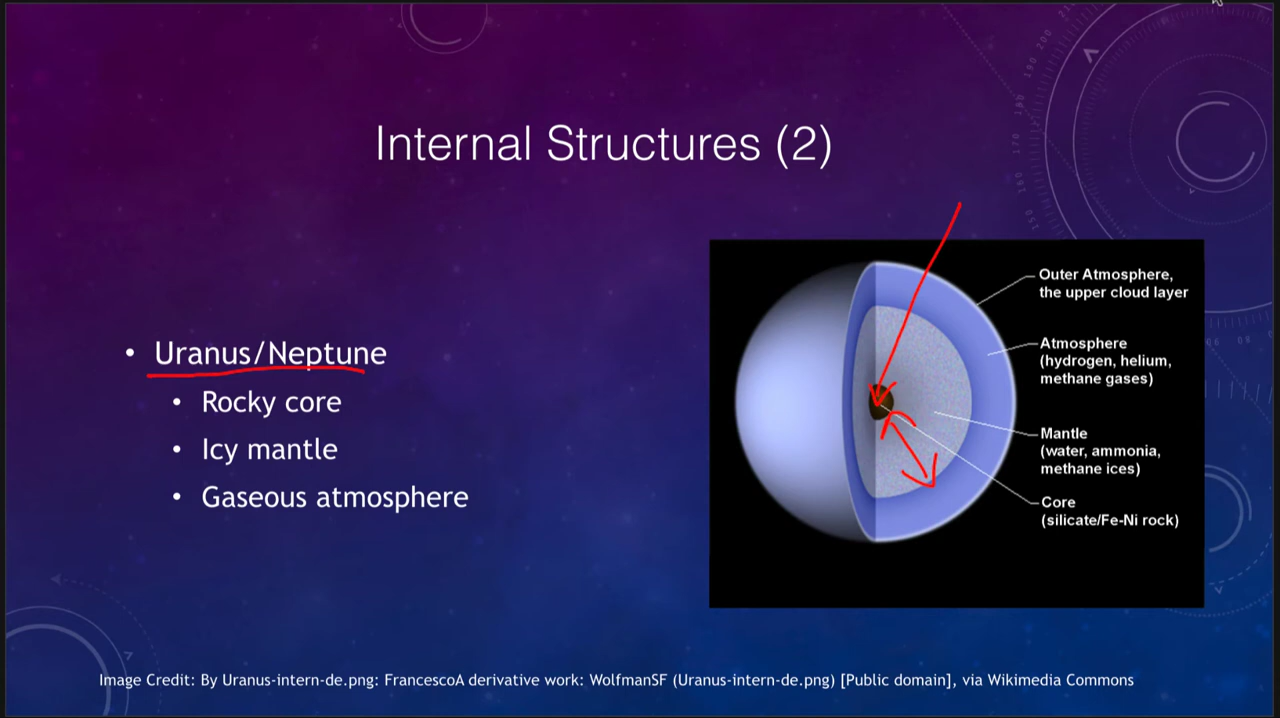 Internal Structures (2)
• Uranus/Neptune
• Rocky core
• Icy mantle
• Gaseous atmosphere
Outer Atmosphere,
the upper cloud layer
Atmosphere
(hydrogen, helium,
methane gases)
Mantle
(water, ammonia,
methane ices)
Core
(silicate/Fe-Ni rock)
Image Credit: By Uranus-intern-de.png: FrancescoA derivative work: WolfmanSF (Uranus-intern-de.png) [Public domain], via Wikimedia Commons